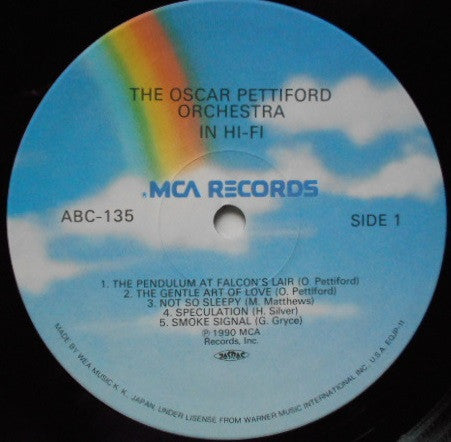 THE OSCAR PETTIFORD
ORCHESTRA
IN HI-FI
MCA RECORDS
ABC-135
SIDE 1
1. THE PENDULUM AT FALCON'S LAIR (O. Pettiford)
2. THE GENTLE ART OF LOVE (O. Pettiford)
3. NOT SO SLEEPY (M. Matthews)
4. SPECULATION (H. Silver)
5. SMOKE SIGNAL (G. Gryce)
℗ 1990 MCA
Records, Inc.
MADE BY WEA MUSIC K. K. JAPAN. UNDER LISENSE FROM WARNER MUSIC INTERNATIONAL INC. U.S.A.